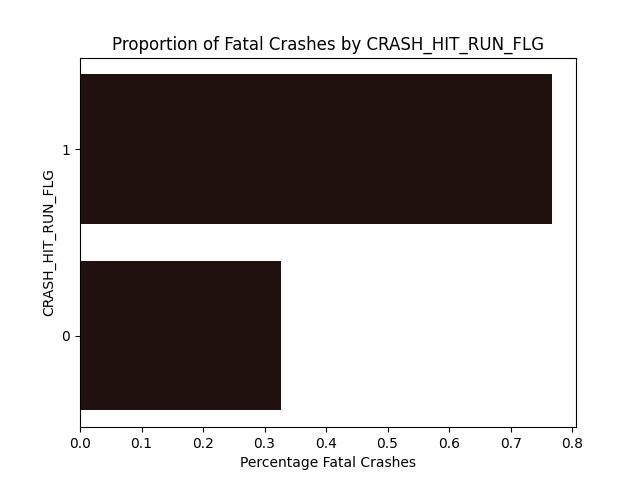 Proportion of Fatal Crashes by CRASH_HIT_RUN_FLG
CRASH_HIT_RUN_FLG
1
0
0.0 0.1 0.2 0.3 0.4 0.5 0.6 0.7 0.8
Percentage Fatal Crashes